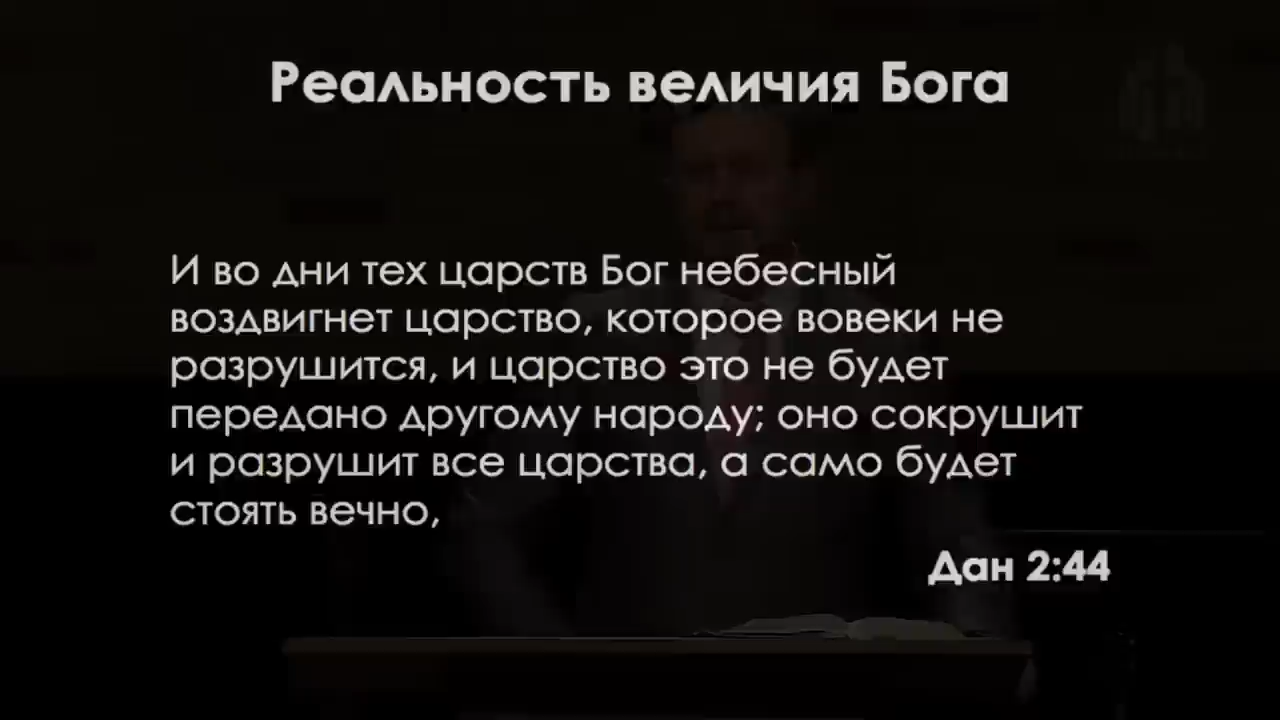 Реальность величия Бога
И во дни тех царств Бог небесный
воздвигнет царство, которое вовеки не
разрушится, и царство это не будет
передано другому народу; оно сокрушит
и разрушит все царства, а само будет
стоять вечно,
Дан 2:44